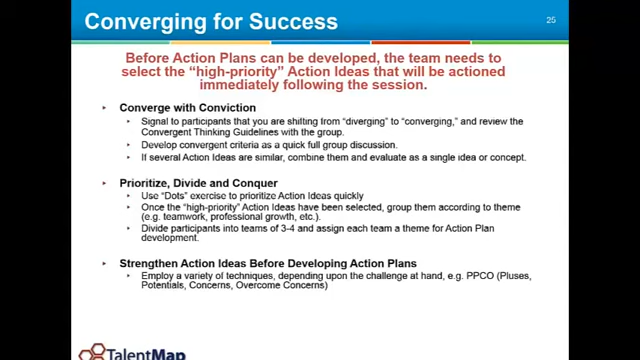 Converging for Success
25
Before Action Plans can be developed, the team needs to
select the “high-priority” Action Ideas that will be actioned
immediately following the session.
Converge with Conviction
Signal to participants that you are shifting from “diverging” to “converging,” and review the
Convergent Thinking Guidelines with the group.
Develop convergent criteria as a quick full group discussion.
If several Action Ideas are similar, combine them and evaluate as a single idea or concept.
Prioritize, Divide and Conquer
Use “Dots” exercise to prioritize Action Ideas quickly
Once the “high-priority” Action Ideas have been selected, group them according to theme
(e.g. teamwork, professional growth, etc.).
Divide participants into teams of 3-4 and assign each team a theme for Action Plan
development.
Strengthen Action Ideas Before Developing Action Plans
Employ a variety of techniques, depending upon the challenge at hand, e.g. PPCO (Pluses,
Potentials, Concerns, Overcome Concerns)
TalentMap